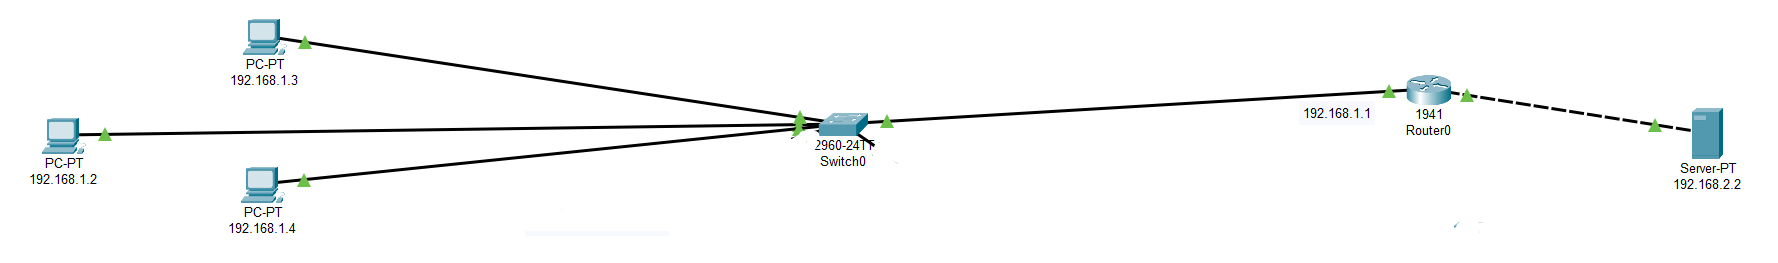 PC-PT
192.168.1.3
PC-PT
192.168.1.2
PC-PT
192.168.1.4
2960-24TT
Switch0
192.168.1.1
1941
Router0
Server-PT
192.168.2.2